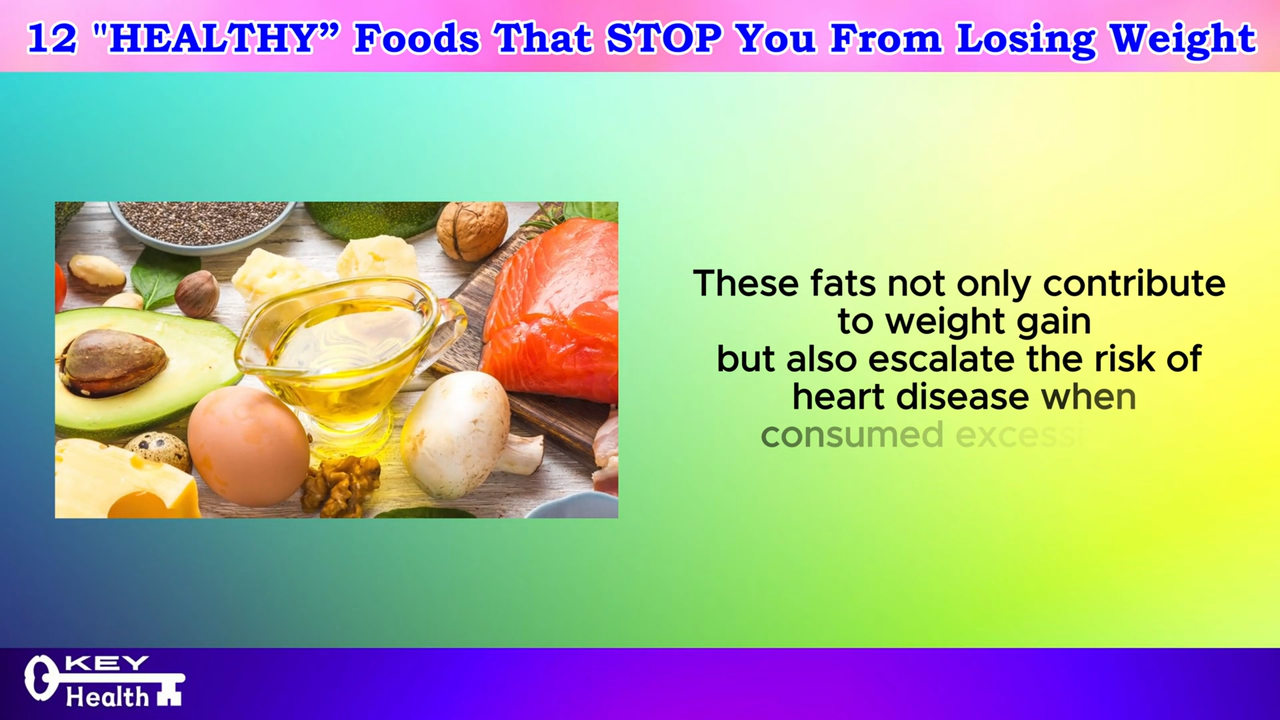 12 "HEALTHY” Foods That STOP You From Losing Weight
These fats not only contribute
to weight gain
but also escalate the risk of
heart disease when
consumed
KEY
Health